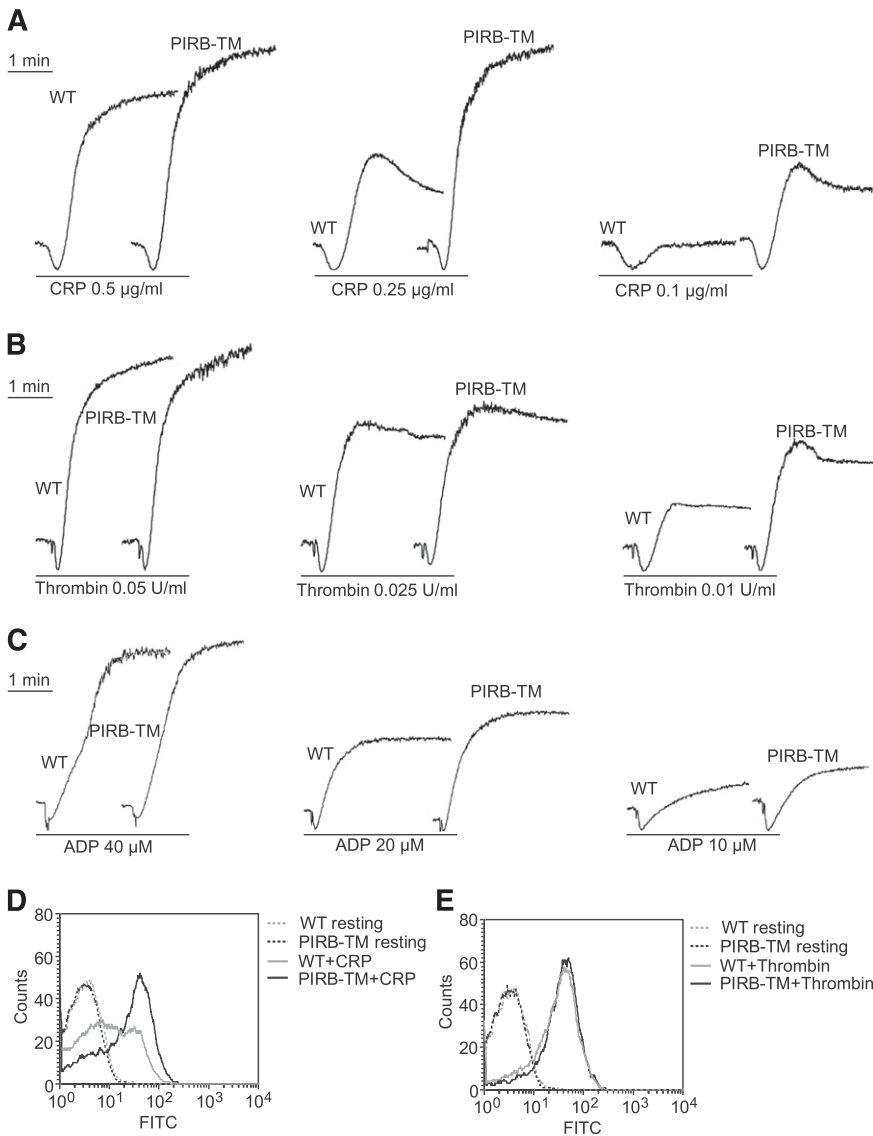 A
1 min
WT
PIRB-TM
WT
PIRB-TM
WT
PIRB-TM
CRP 0.5 µg/ml
CRP 0.25 µg/ml
CRP 0.1 µg/ml
B
1 min
WT
PIRB-TM
WT
PIRB-TM
WT
PIRB-TM
Thrombin 0.05 U/ml
Thrombin 0.025 U/ml
Thrombin 0.01 U/ml
C
1 min
WT
PIRB-TM
WT
PIRB-TM
WT
PIRB-TM
ADP 40 µM
ADP 20 µM
ADP 10 µM
D
80
60
40
20
0
Counts
10⁰ 10¹ 10² 10³ 10⁴
FITC
WT resting
PIRB-TM resting
WT+CRP
PIRB-TM+CRP
E
80
60
40
20
0
Counts
10⁰ 10¹ 10² 10³ 10⁴
FITC
WT resting
PIRB-TM resting
WT+Thrombin
PIRB-TM+Thrombin